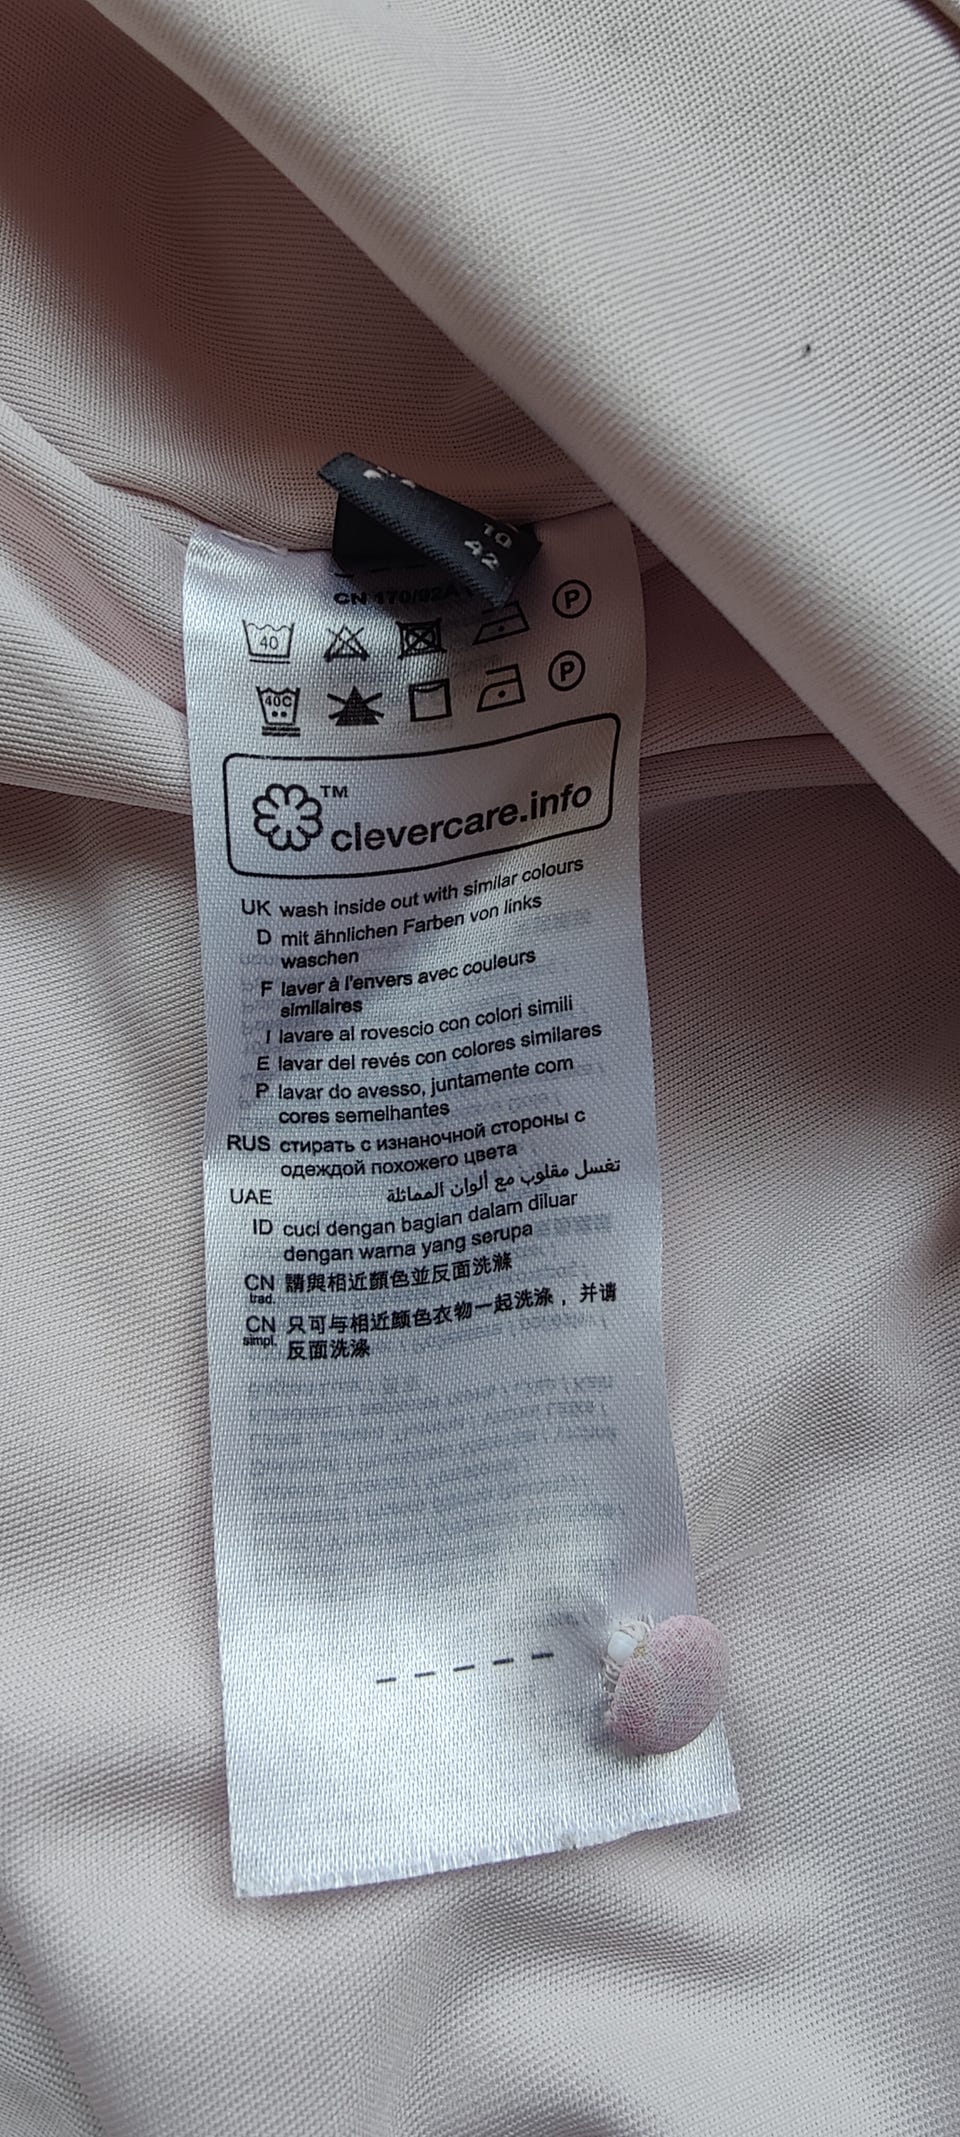 10
42
CN 170/92A
40 P
40C P
TM
clevercare.info
UK wash inside out with similar colours
D mit ähnlichen Farben von links
waschen
F laver à l'envers avec couleurs
similaires
I lavare al rovescio con colori simili
E lavar del revés con colores similares
P lavar do avesso, juntamente com
cores semelhantes
RUS стирать с изнаночной стороны с
одеждой похожего цвета
UAE تغسل مقلوب مع ألوان المماثلة
ID cuci dengan bagian dalam diluar
dengan warna yang serupa
CN trad. 請與相近顏色並反面洗滌
CN simpl. 只可与相近颜色衣物一起洗涤，并请
反面洗涤